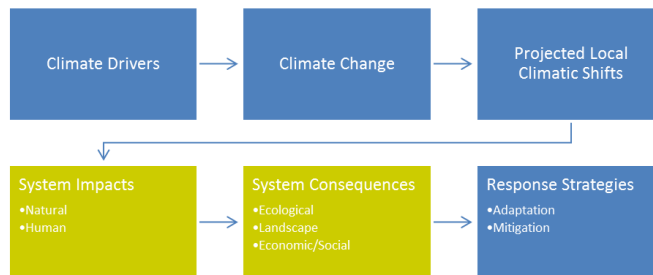 Climate Drivers
Climate Change
Projected Local
Climatic Shifts
System Impacts
•Natural
•Human
System Consequences
•Ecological
•Landscape
•Economic/Social
Response Strategies
•Adaptation
•Mitigation